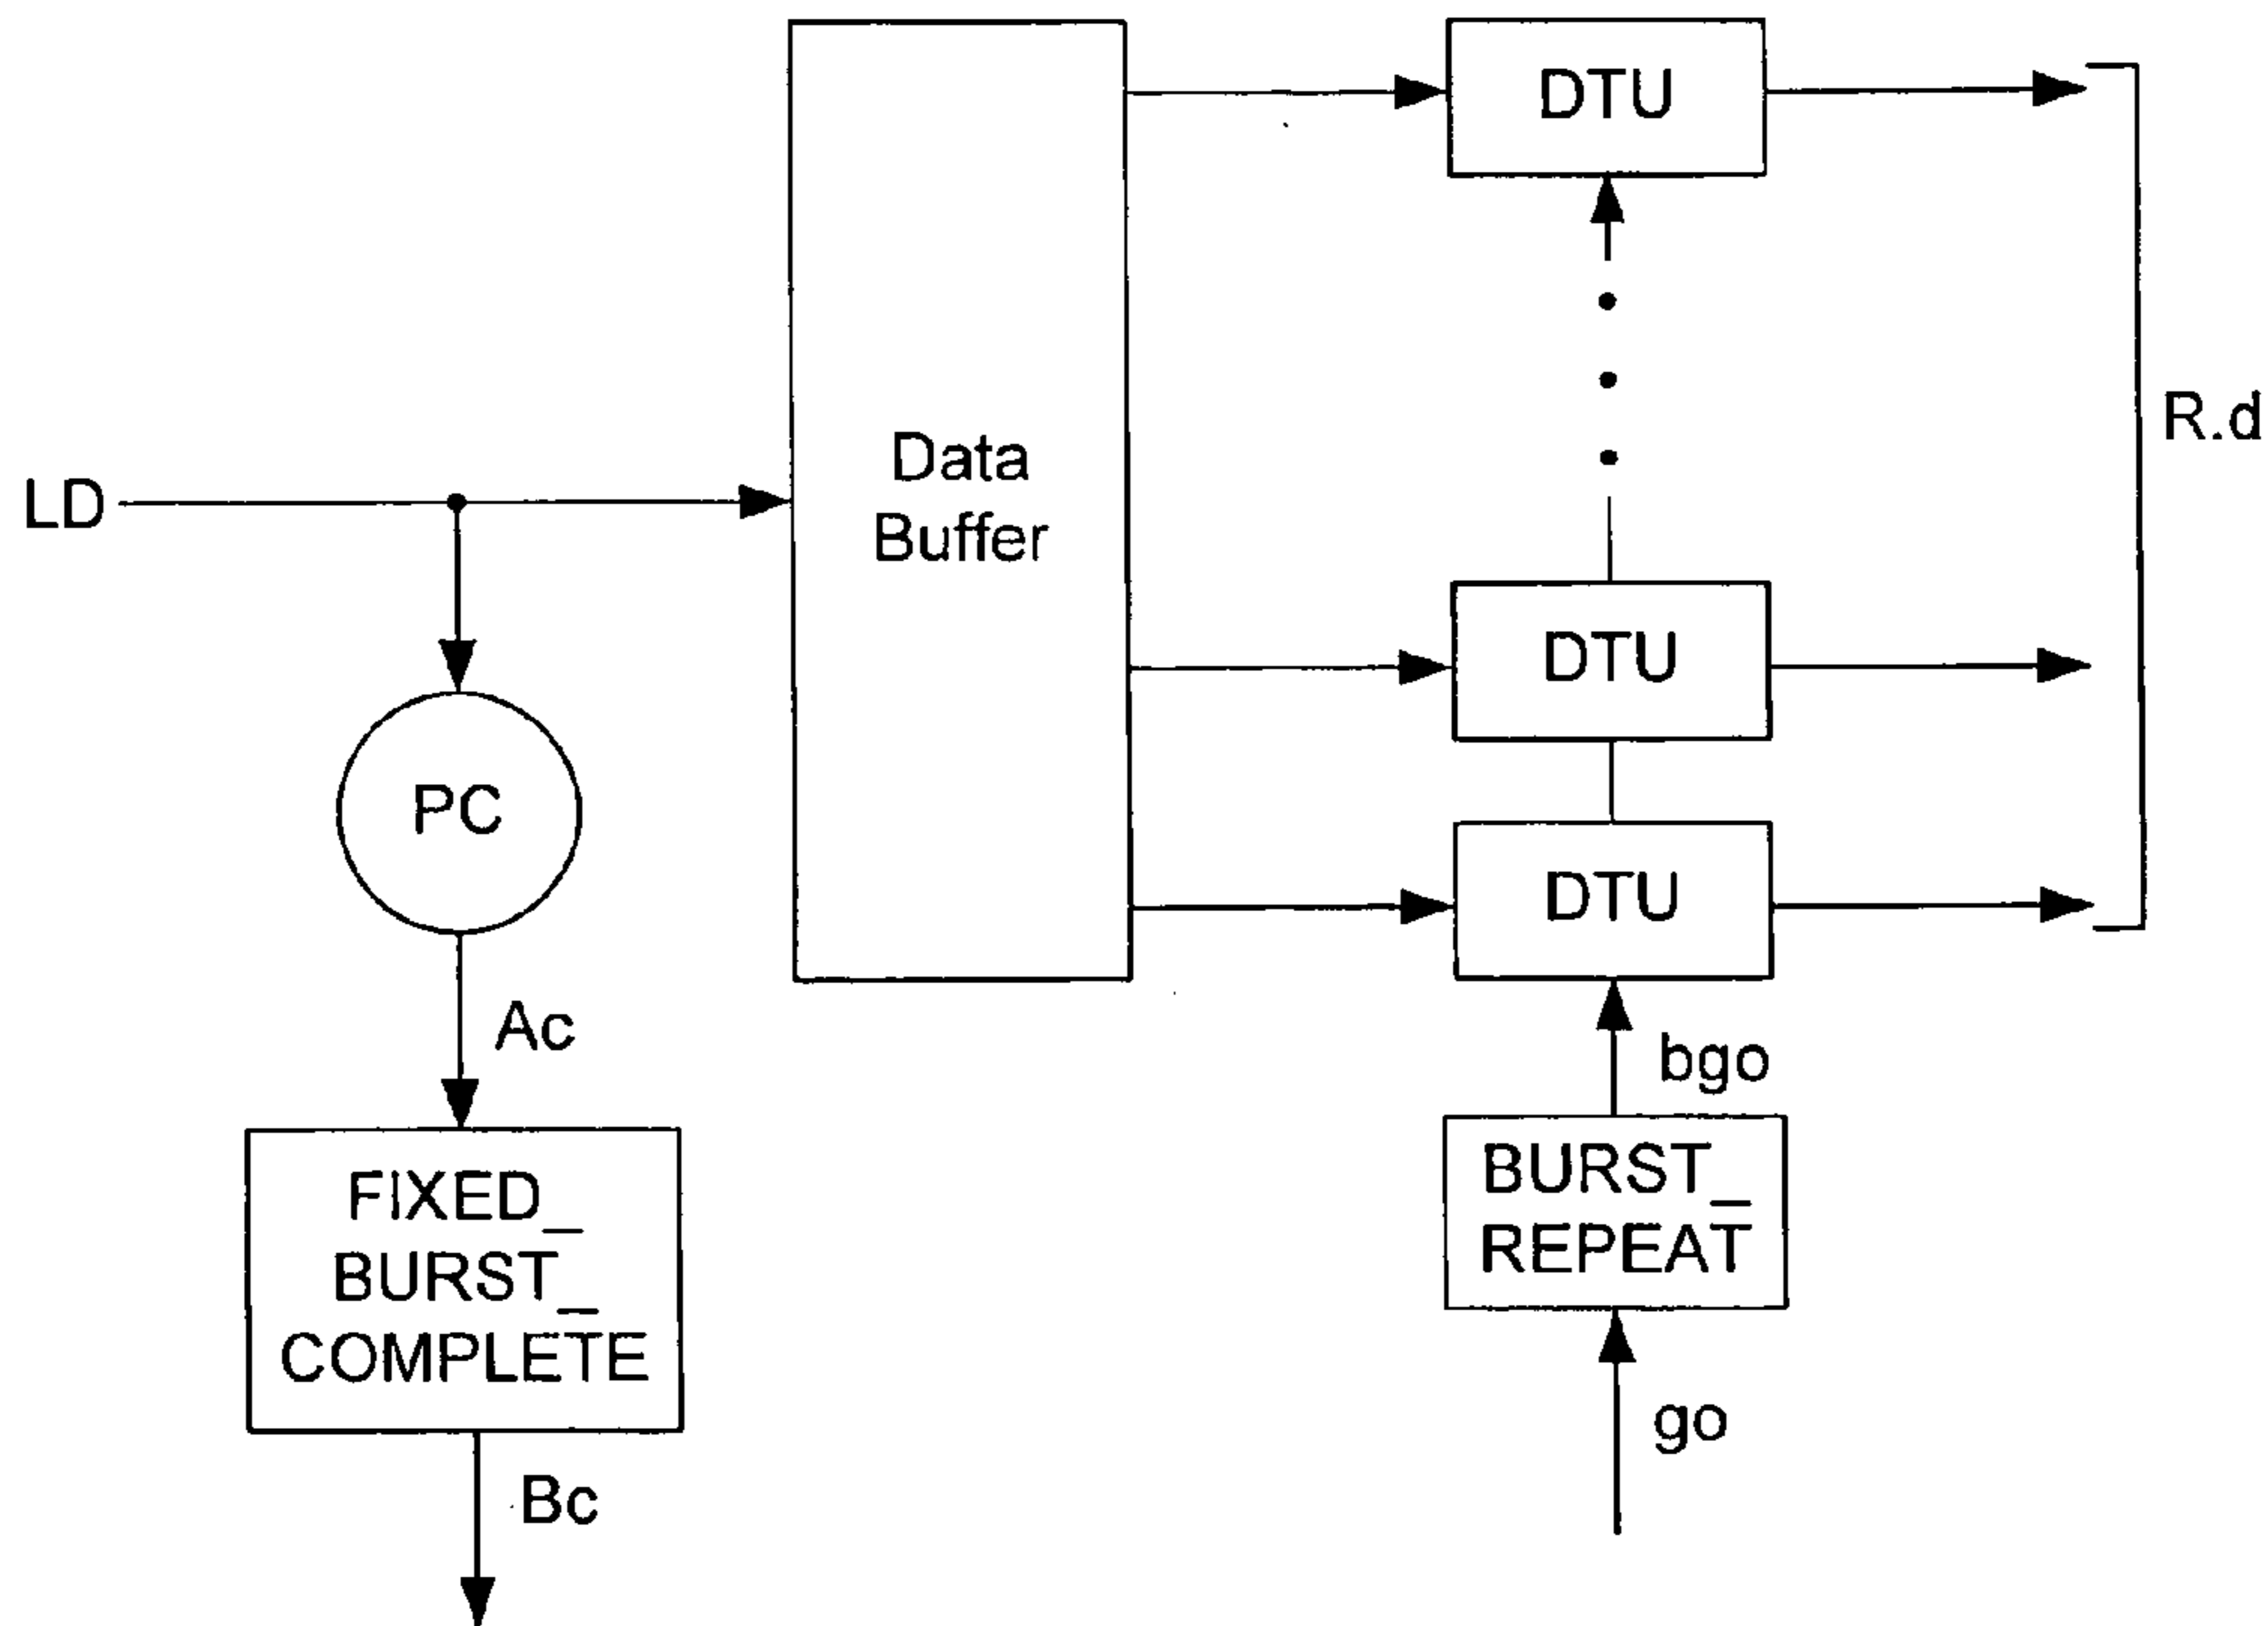 DTU
R.d
Data
Buffer
LD
DTU
PC
DTU
Ac
bgo
FIXED_
BURST_
COMPLETE
BURST_
REPEAT
go
Bc